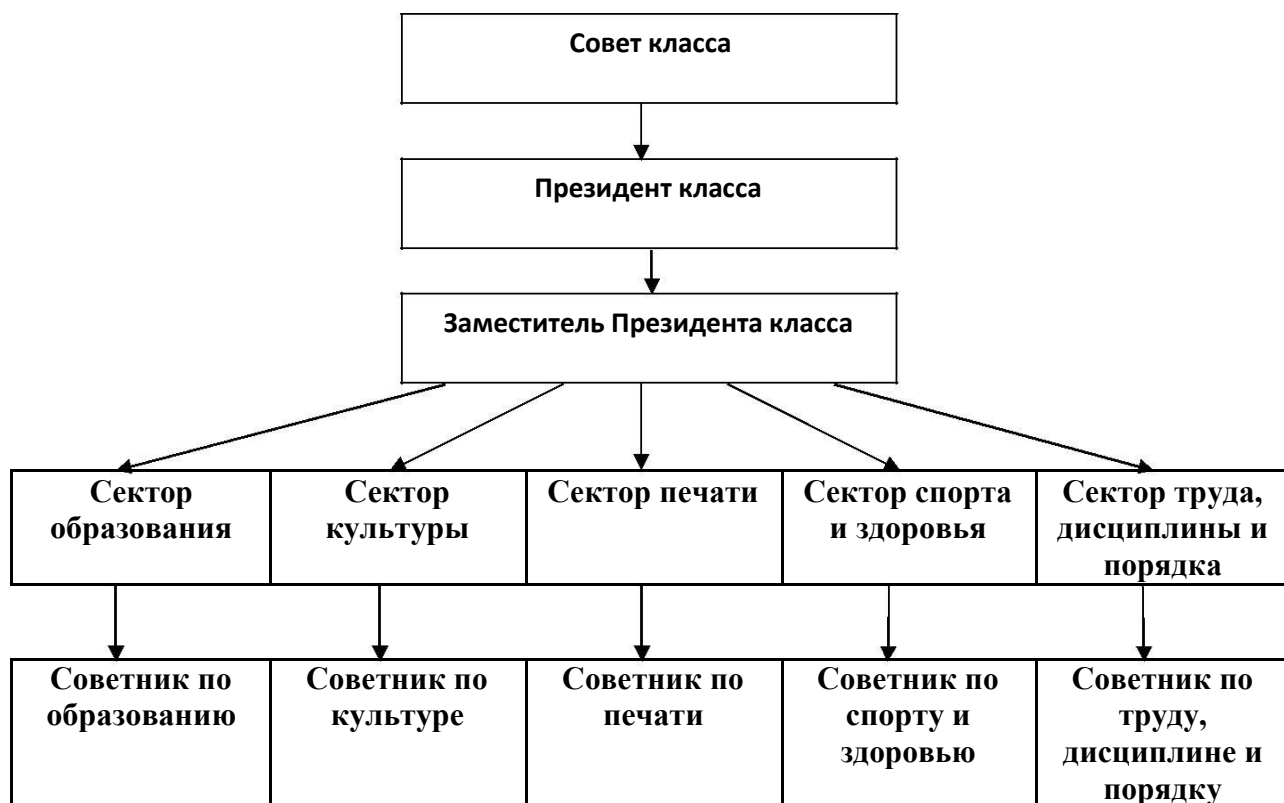 Совет класса
Президент класса
Заместитель Президента класса
Сектор
образования
Сектор
культуры
Сектор печати
Сектор спорта
и здоровья
Сектор труда,
дисциплины и
порядка
Советник по
образованию
Советник по
культуре
Советник по
печати
Советник по
спорту и
здоровью
Советник по
труду,
дисциплине и
порядку